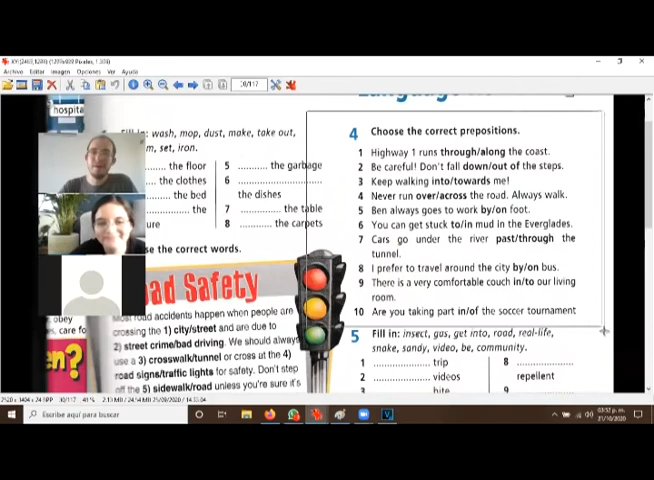 Archivo Editar Imagen Opciones Ver Ayuda
hospita
Fill in: wash, mop, dust, make, take out,
m, set, iron.
the floor
the clothes
the bed
the
ure
5 .......... the garbage
6 ..............................
the dishes
7 .......... the table
8 .......... the carpets
se the correct words.
ad Safety
Most road accidents happen when people are
crossing the 1) city/street and are due to
2) street crime/bad driving. We should always
use a 3) crosswalk/tunnel or cross at the 4)
road signs/traffic lights for safety. Don't step
off the 5) sidewalk/road unless you're sure it's
obey
s, care fo
en?
4 Choose the correct prepositions.
1 Highway 1 runs through/along the coast.
2 Be careful! Don't fall down/out of the steps.
3 Keep walking into/towards me!
4 Never run over/across the road. Always walk.
5 Ben always goes to work by/on foot.
6 You can get stuck to/in mud in the Everglades.
7 Cars go under the river past/through the
tunnel.
8 I prefer to travel around the city by/on bus.
9 There is a very comfortable couch in/to our living
room.
10 Are you taking part in/of the soccer tournament
5 Fill in: insect, gas, get into, road, real-life,
snake, sandy, video, be, community.
1 .................. trip
2 .................. videos
3 bite
8 ..................
repellent
9
Escribe aquí para buscar
03:32 p. m.
21/10/2020